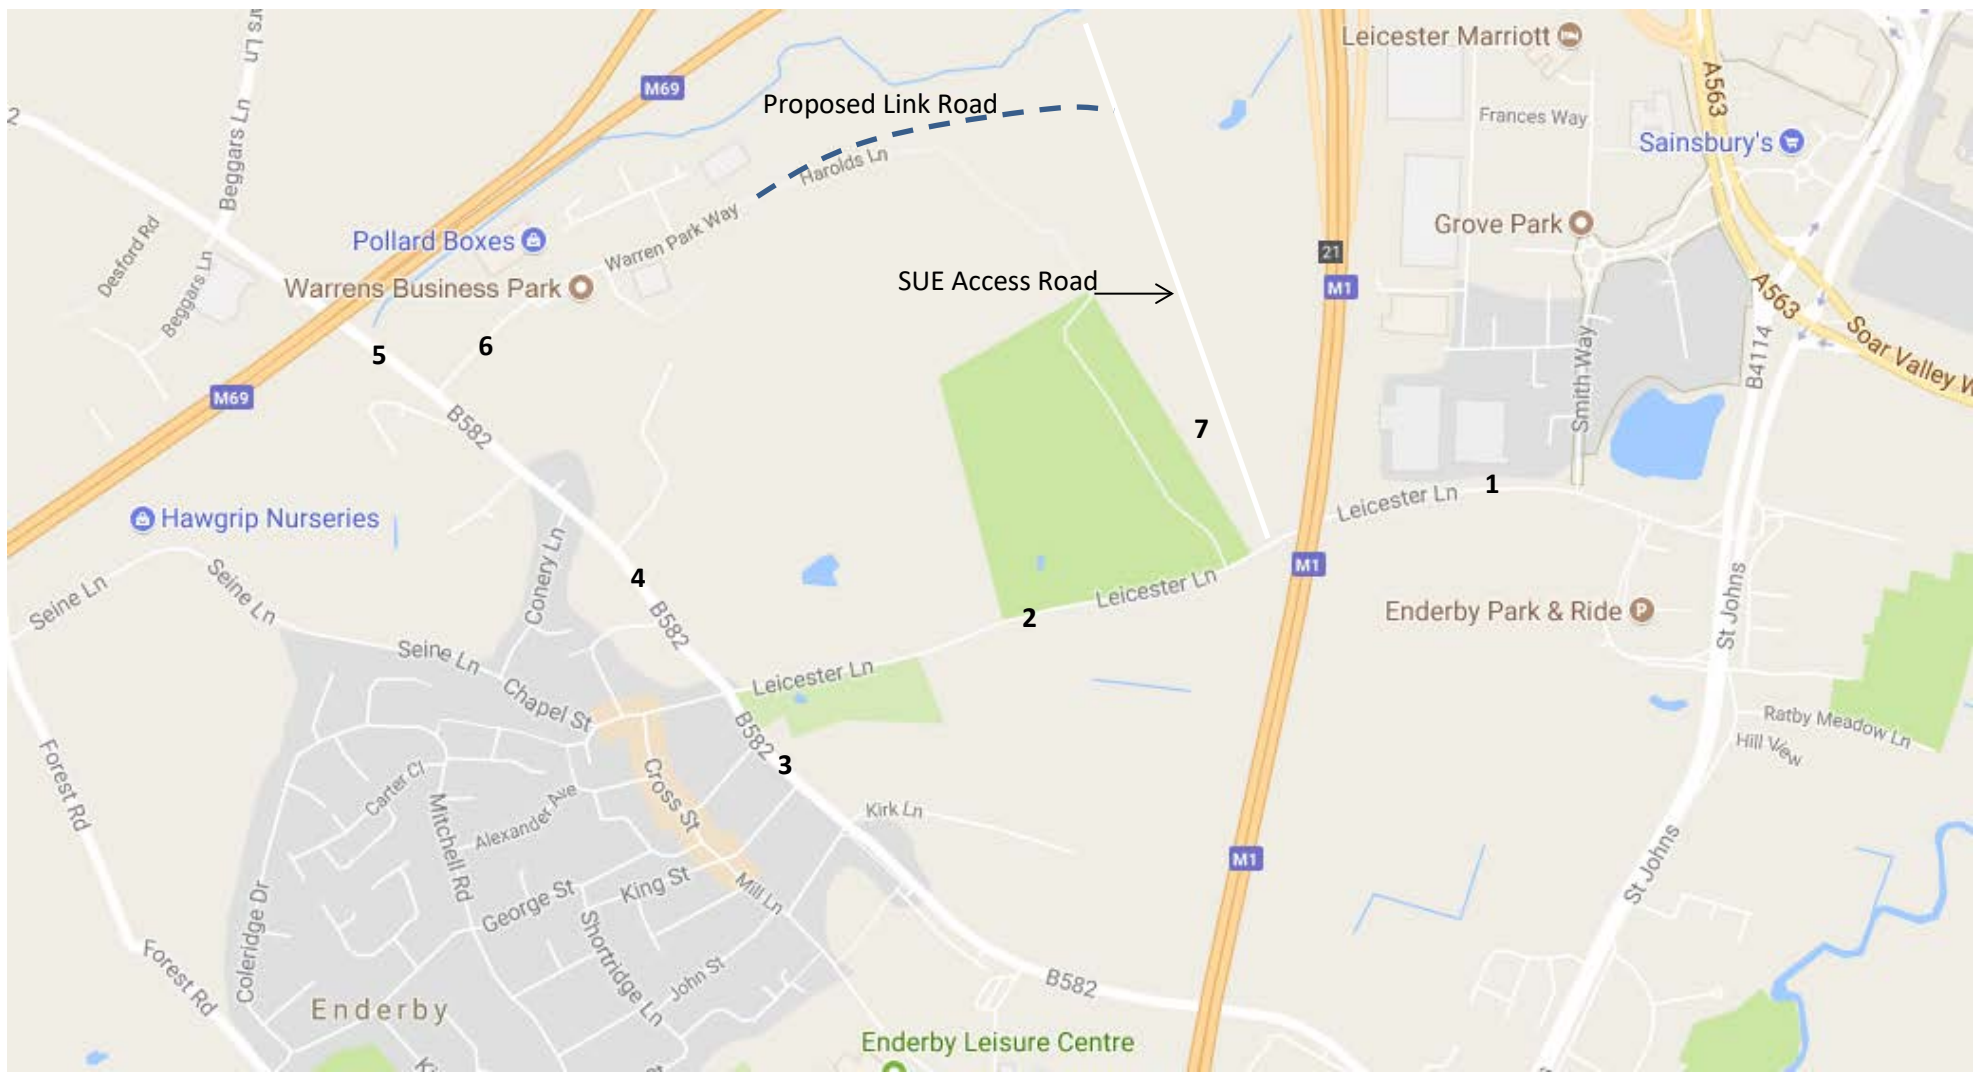 Beggars Ln
Leicester Marriott
M69
A563
Proposed Link Road
2
Frances Way
Beggars Ln
Sainsbury's
Harolds Ln
Desford Rd
Pollard Boxes
Warren Park Way
Grove Park
Beggars Ln
21
Warrens Business Park
SUE Access Road
M1
A563
Soar Valley W
5
6
Smith Way
B4114
M69
B582
7
1
Leicester Ln
Hawgrip Nurseries
Conery Ln
M1
4
Seine Ln
Seine Ln
Leicester Ln
2
B582
Enderby Park & Ride
St Johns
Seine Ln
Leicester Ln
Chapel St
B582
3
Ratby Meadow Ln
Hill View
Forest Rd
Carter Cl
Cross St
Mitchell Rd
Alexander Ave
Kirk Ln
M1
St Johns
Coleridge Dr
George St
King St
Mill Ln
Shortridge Ln
John St
Forest Rd
B582
Enderby
Enderby Leisure Centre